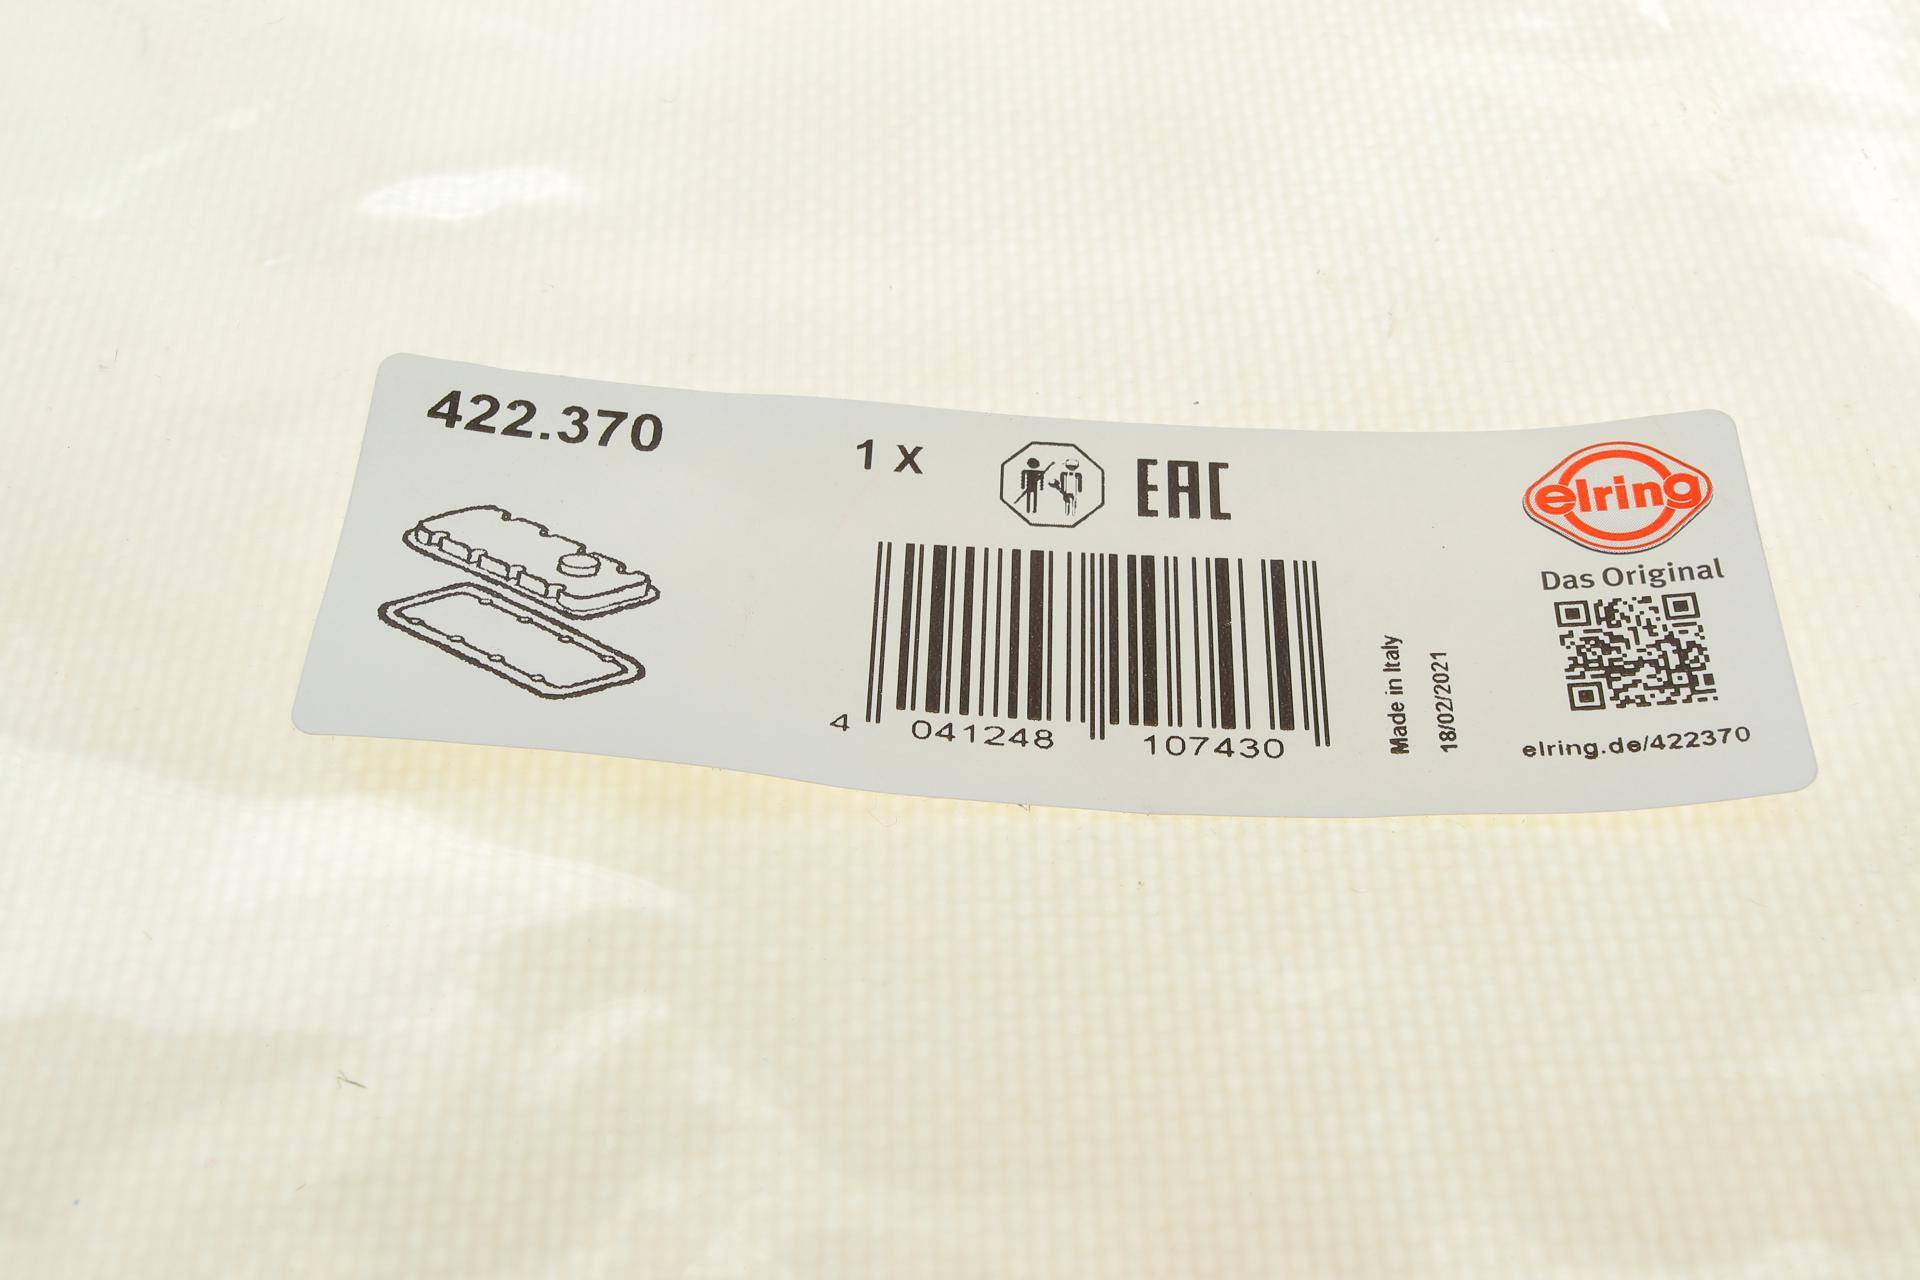 422.370
1 X
EAC
elring
Das Original
4 041248 107430
Made in Italy
18/02/2021
elring.de/422370